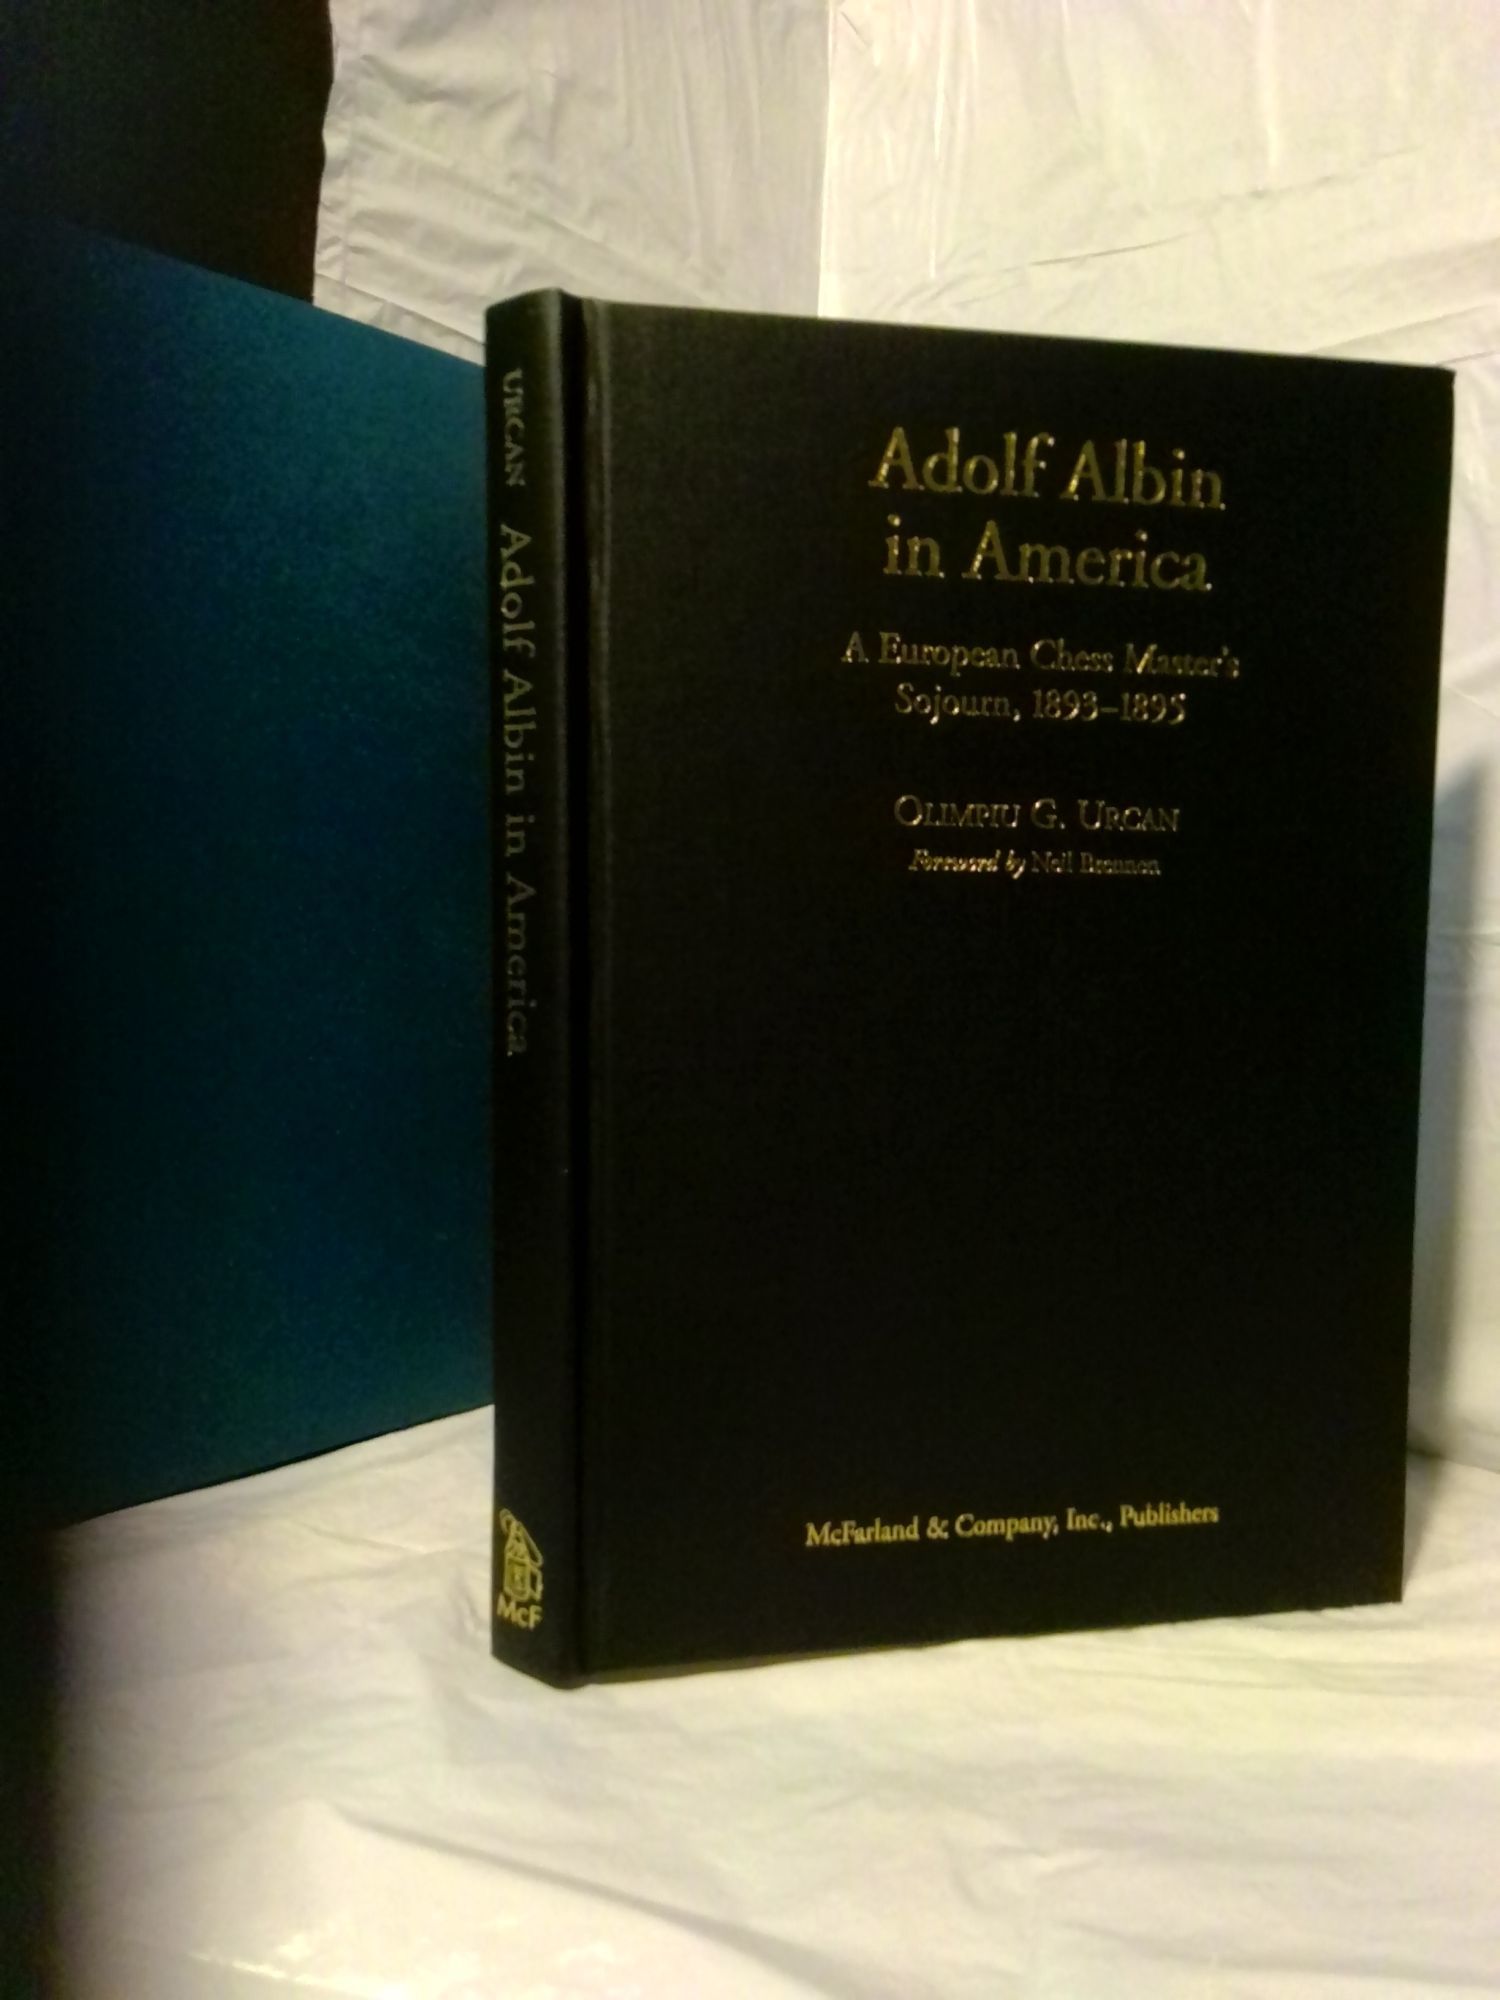 URCAN Adolf Albin in America
McF
Adolf Albin
in America
A European Chess Master's
Sojourn, 1893–1895
OLIMPIU G. URCAN
Foreword by Neil Brennen
McFarland & Company, Inc., Publishers